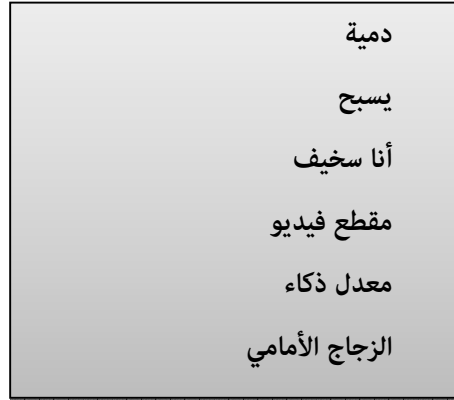 دمية
يسبح
أنا سخيف
مقطع فيديو
معدل ذكاء
الزجاج الأمامي